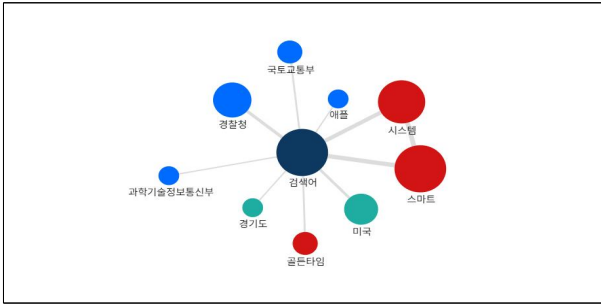 국토교통부
애플
경찰청
시스템
검색어
스마트
과학기술정보통신부
경기도
미국
골든타임